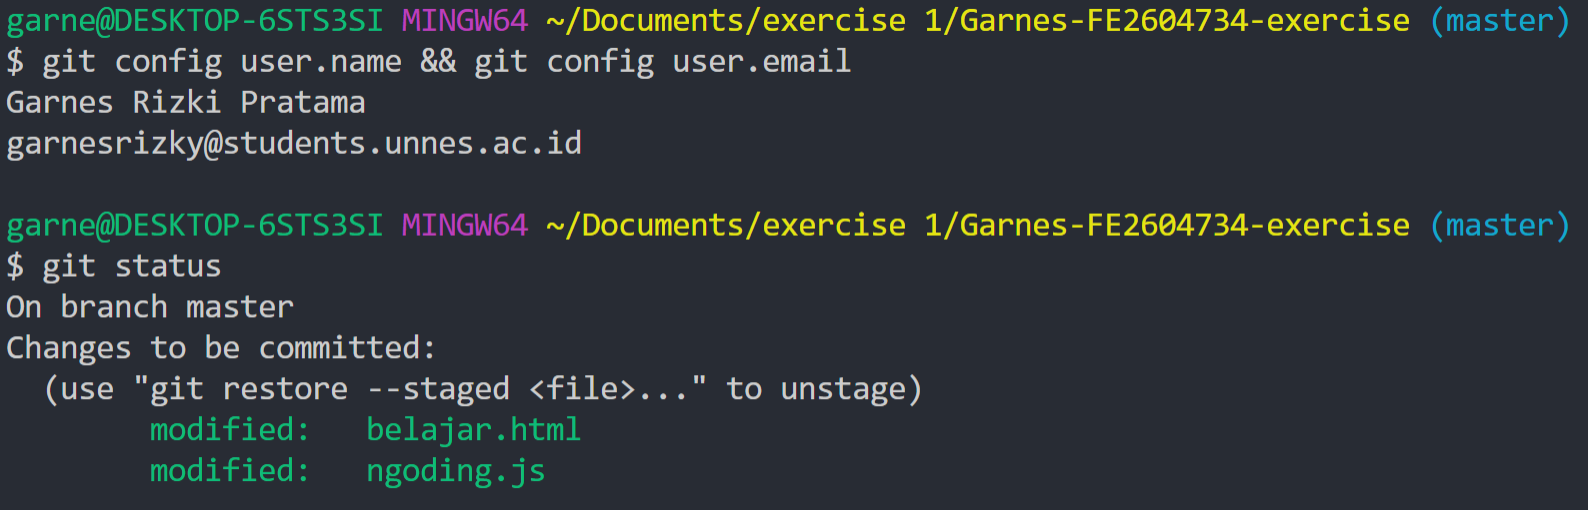 garne@DESKTOP-6STS3SI MINGW64 ~/Documents/exercise 1/Garnes-FE2604734-exercise (master)
$ git config user.name && git config user.email
Garnes Rizki Pratama
garnesrizky@students.unnes.ac.id

garne@DESKTOP-6STS3SI MINGW64 ~/Documents/exercise 1/Garnes-FE2604734-exercise (master)
$ git status
On branch master
Changes to be committed:
  (use "git restore --staged <file>..." to unstage)
        modified:   belajar.html
        modified:   ngoding.js